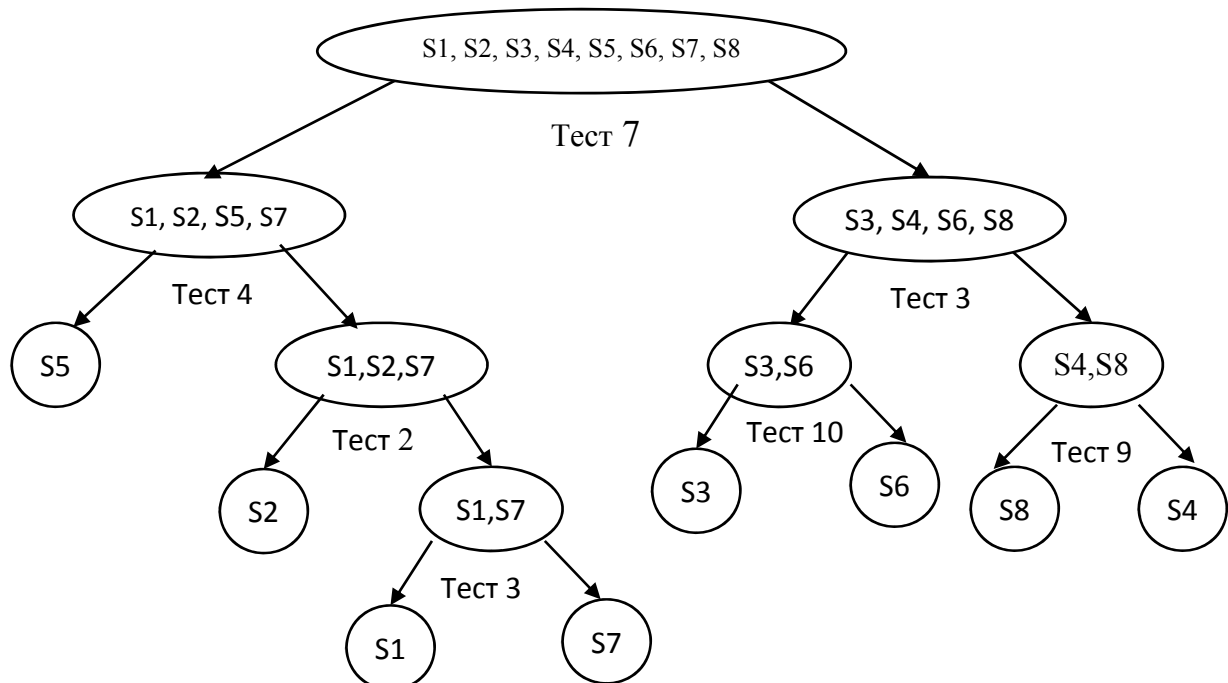 S1, S2, S3, S4, S5, S6, S7, S8
Тест 7
S1, S2, S5, S7
S3, S4, S6, S8
Тест 4
Тест 3
S5
S1,S2,S7
S3,S6
S4,S8
Тест 2
Тест 10
Тест 9
S2
S1,S7
S3
S6
S8
S4
Тест 3
S1
S7